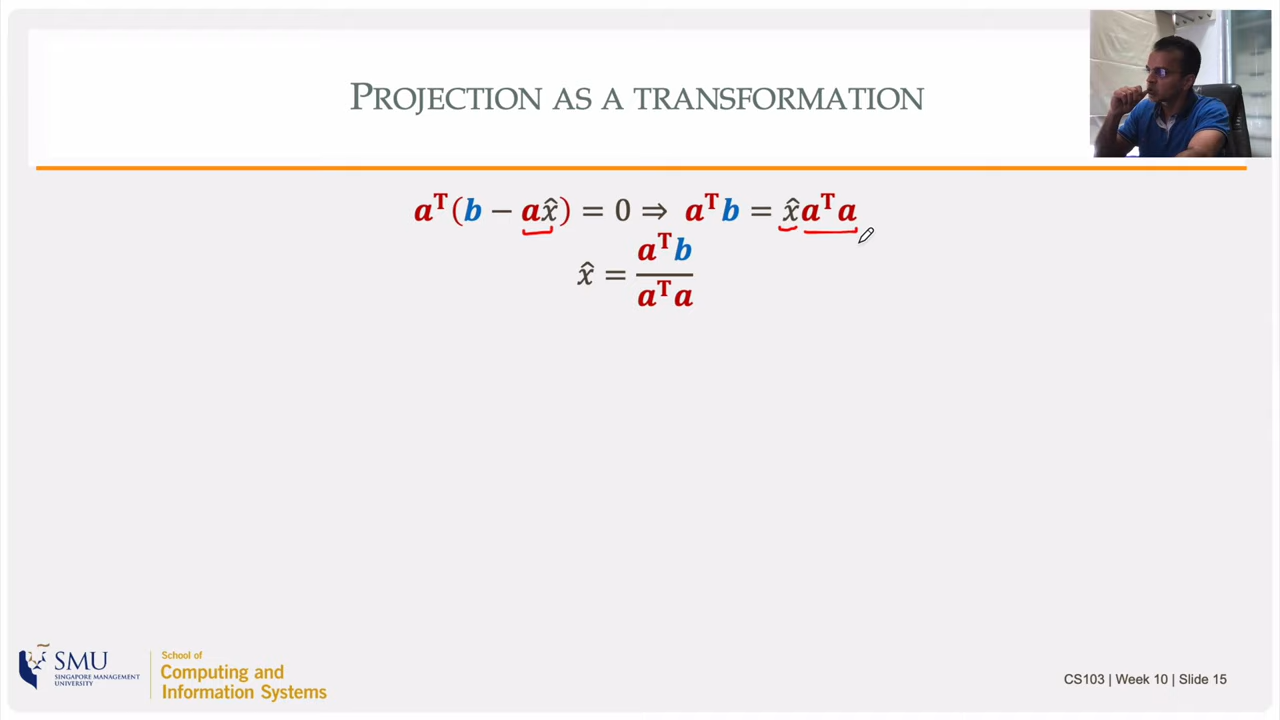 PROJECTION AS A TRANSFORMATION
aᵀ(b − ax̂) = 0 ⇒ aᵀb = x̂aᵀa
x̂ = aᵀb / aᵀa
SMU
SINGAPORE MANAGEMENT
UNIVERSITY
School of
Computing and
Information Systems
CS103 | Week 10 | Slide 15